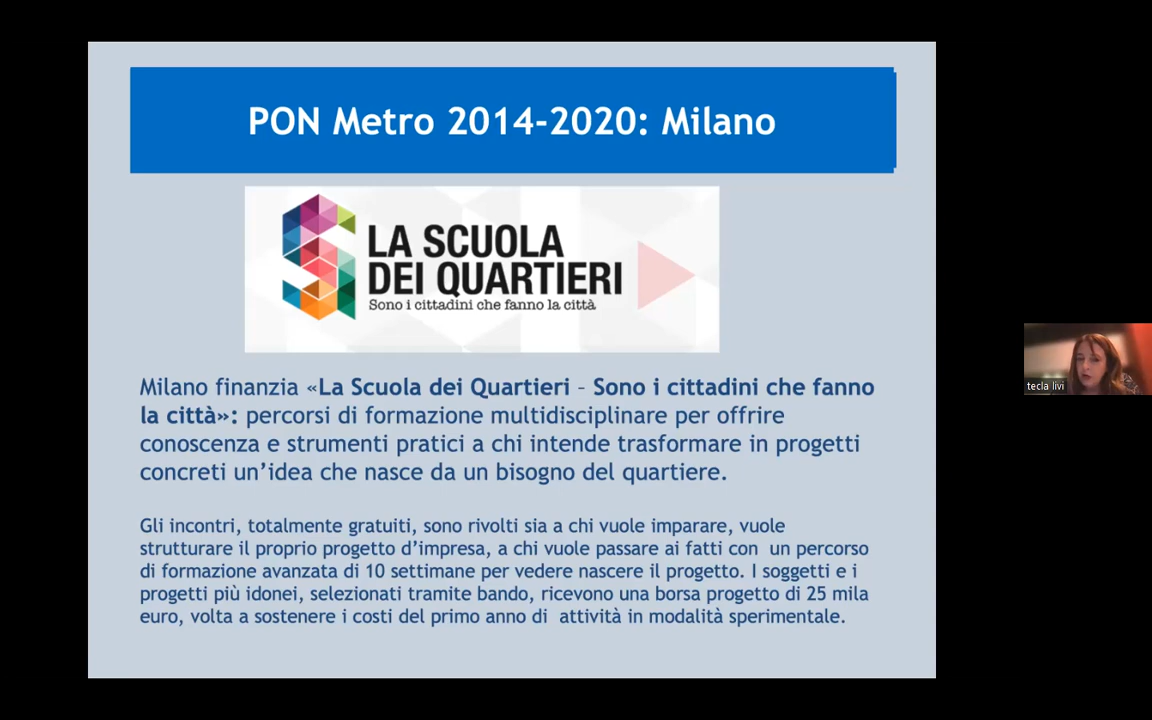 PON Metro 2014-2020: Milano
LA SCUOLA
DEI QUARTIERI
Sono i cittadini che fanno la città
Milano finanzia «La Scuola dei Quartieri – Sono i cittadini che fanno
la città»: percorsi di formazione multidisciplinare per offrire
conoscenza e strumenti pratici a chi intende trasformare in progetti
concreti un’idea che nasce da un bisogno del quartiere.
Gli incontri, totalmente gratuiti, sono rivolti sia a chi vuole imparare, vuole
strutturare il proprio progetto d’impresa, a chi vuole passare ai fatti con un percorso
di formazione avanzata di 10 settimane per vedere nascere il progetto. I soggetti e i
progetti più idonei, selezionati tramite bando, ricevono una borsa progetto di 25 mila
euro, volta a sostenere i costi del primo anno di attività in modalità sperimentale.
tecla livi